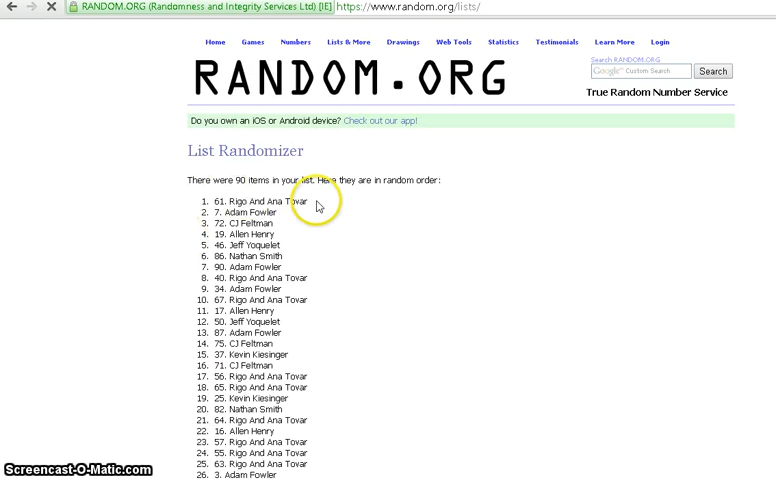 RANDOM.ORG (Randomness and Integrity Services Ltd) [IE] https://www.random.org/lists/
Home Games Numbers Lists & More Drawings Web Tools Statistics Testimonials Learn More Login
RANDOM.ORG
Search RANDOM.ORG
Google™ Custom Search Search
True Random Number Service
Do you own an iOS or Android device? Check out our app!
List Randomizer
There were 90 items in your list. Here they are in random order:
1. 61. Rigo And Ana Tovar
2. 7. Adam Fowler
3. 72. CJ Feltman
4. 19. Allen Henry
5. 46. Jeff Yoquelet
6. 86. Nathan Smith
7. 90. Adam Fowler
8. 40. Rigo And Ana Tovar
9. 34. Adam Fowler
10. 67. Rigo And Ana Tovar
11. 17. Allen Henry
12. 50. Jeff Yoquelet
13. 87. Adam Fowler
14. 75. CJ Feltman
15. 37. Kevin Kiesinger
16. 71. CJ Feltman
17. 56. Rigo And Ana Tovar
18. 65. Rigo And Ana Tovar
19. 25. Kevin Kiesinger
20. 82. Nathan Smith
21. 64. Rigo And Ana Tovar
22. 16. Allen Henry
23. 57. Rigo And Ana Tovar
24. 55. Rigo And Ana Tovar
25. 63. Rigo And Ana Tovar
26. 3. Adam Fowler
Screencast-O-Matic.com